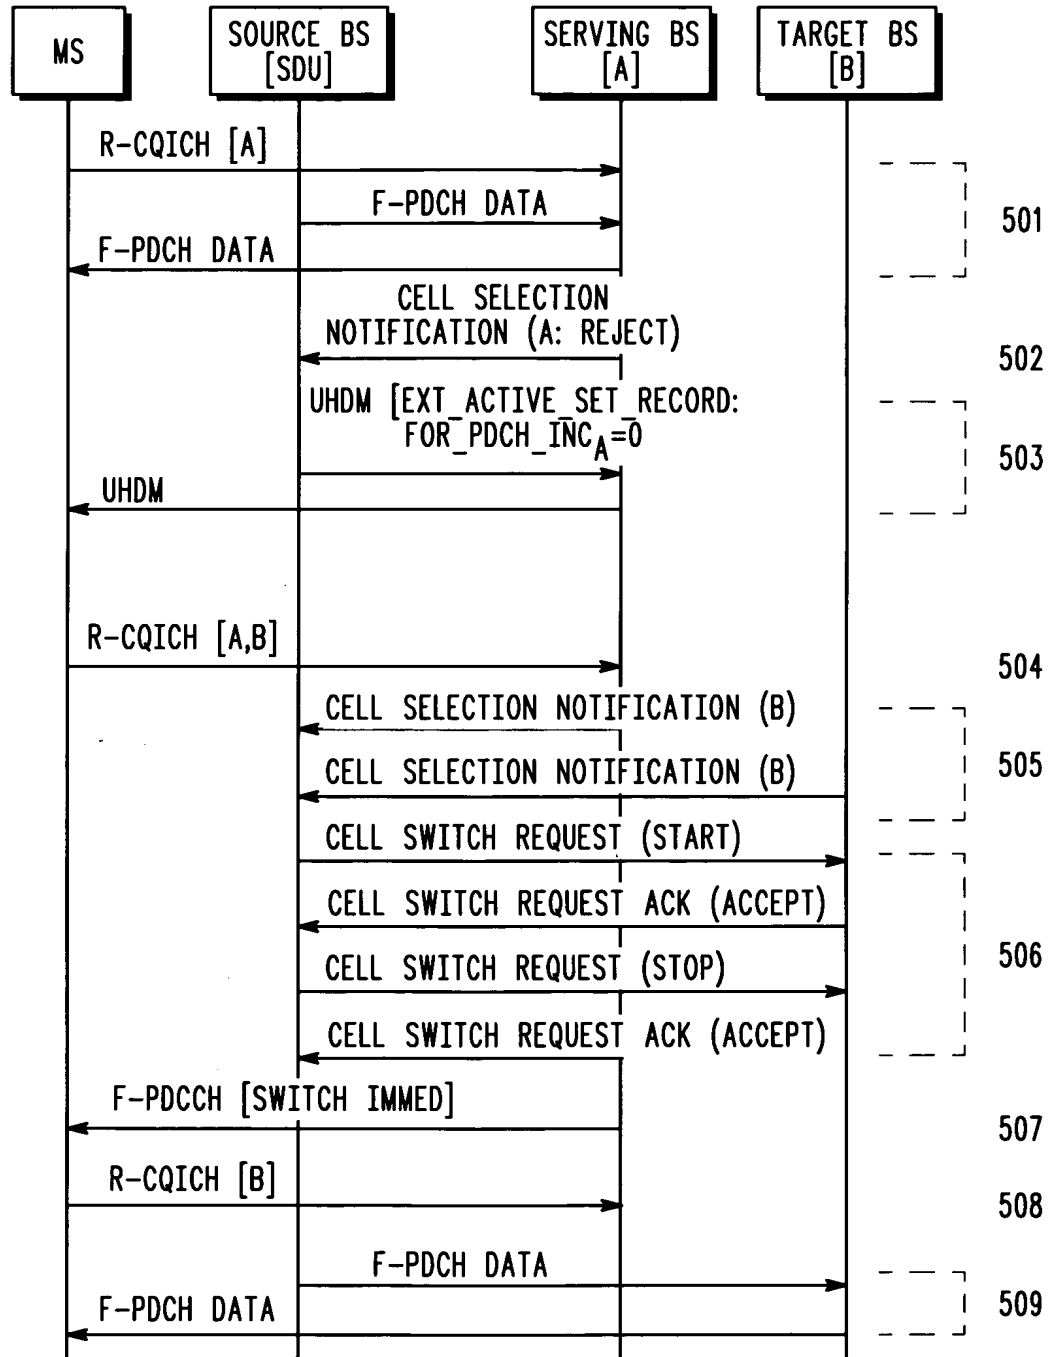 MS
SOURCE BS
[SDU]
SERVING BS
[A]
TARGET BS
[B]
R-CQICH [A]
F-PDCH DATA
501
F-PDCH DATA
CELL SELECTION
NOTIFICATION (A: REJECT)
502
UHDM [EXT_ACTIVE_SET_RECORD:
FOR_PDCH_INCA=0
503
UHDM
R-CQICH [A,B]
504
CELL SELECTION NOTIFICATION (B)
505
CELL SELECTION NOTIFICATION (B)
CELL SWITCH REQUEST (START)
CELL SWITCH REQUEST ACK (ACCEPT)
506
CELL SWITCH REQUEST (STOP)
CELL SWITCH REQUEST ACK (ACCEPT)
F-PDCCH [SWITCH IMMED]
507
R-CQICH [B]
508
F-PDCH DATA
509
F-PDCH DATA